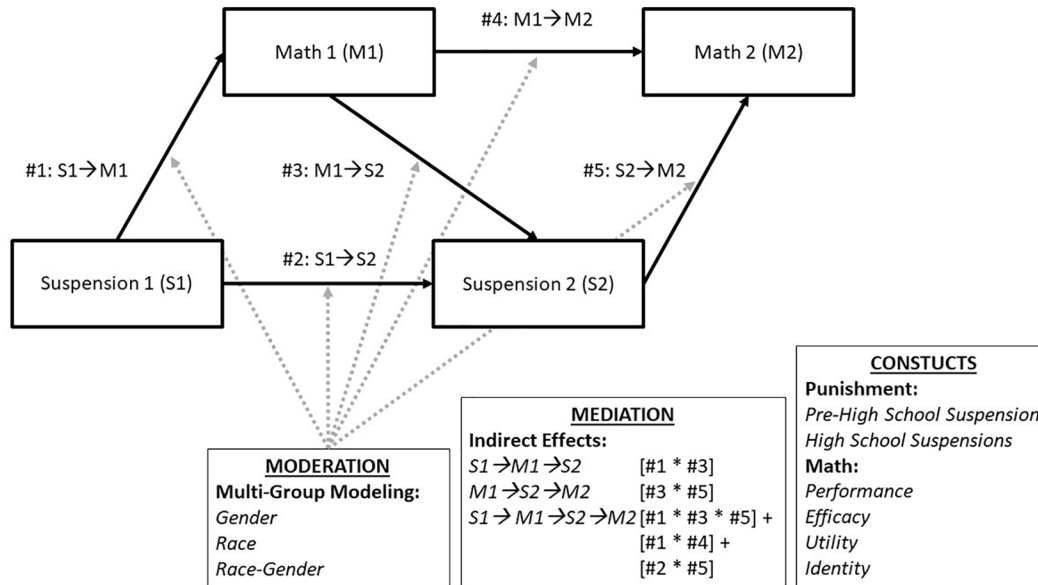 #4: M1→M2
Math 1 (M1)
Math 2 (M2)
#1: S1→M1
#3: M1→S2
#5: S2→M2
Suspension 1 (S1)
#2: S1→S2
Suspension 2 (S2)
MODERATION
Multi-Group Modeling:
Gender
Race
Race-Gender
MEDIATION
Indirect Effects:
S1→M1→S2 [#1 * #3]
M1→S2→M2 [#3 * #5]
S1→ M1→S2→M2 [#1 * #3 * #5] +
[#1 * #4] +
[#2 * #5]
CONSTUCTS
Punishment:
Pre-High School Suspension
High School Suspensions
Math:
Performance
Efficacy
Utility
Identity